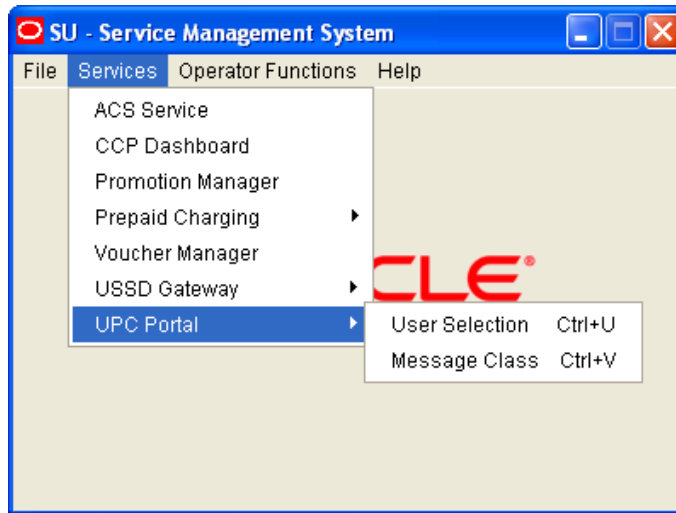 SU - Service Management System
File Services Operator Functions Help
ACS Service
CCP Dashboard
Promotion Manager
Prepaid Charging
Voucher Manager
USSD Gateway
CLE®
UPC Portal
User Selection Ctrl+U
Message Class Ctrl+V